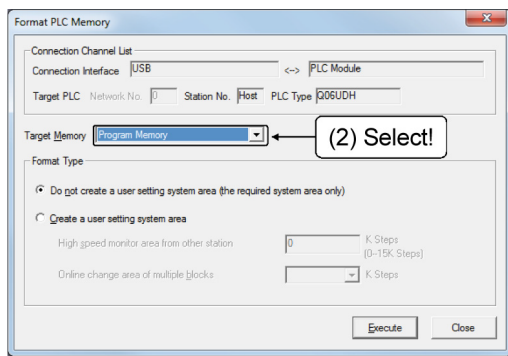 Format PLC Memory
Connection Channel List
Connection Interface USB <--> PLC Module
Target PLC Network No. 0 Station No. Host PLC Type Q06UDH
Target Memory Program Memory
(2) Select!
Format Type
Do not create a user setting system area (the required system area only)
Create a user setting system area
High speed monitor area from other station 0 K Steps
(0-15K Steps)
Online change area of multiple blocks K Steps
Execute Close